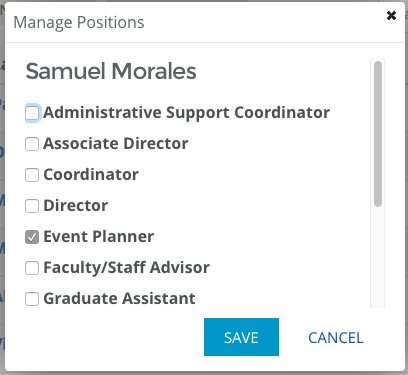 Manage Positions
Samuel Morales
Administrative Support Coordinator
Associate Director
Coordinator
Director
Event Planner
Faculty/Staff Advisor
Graduate Assistant
SAVE CANCEL